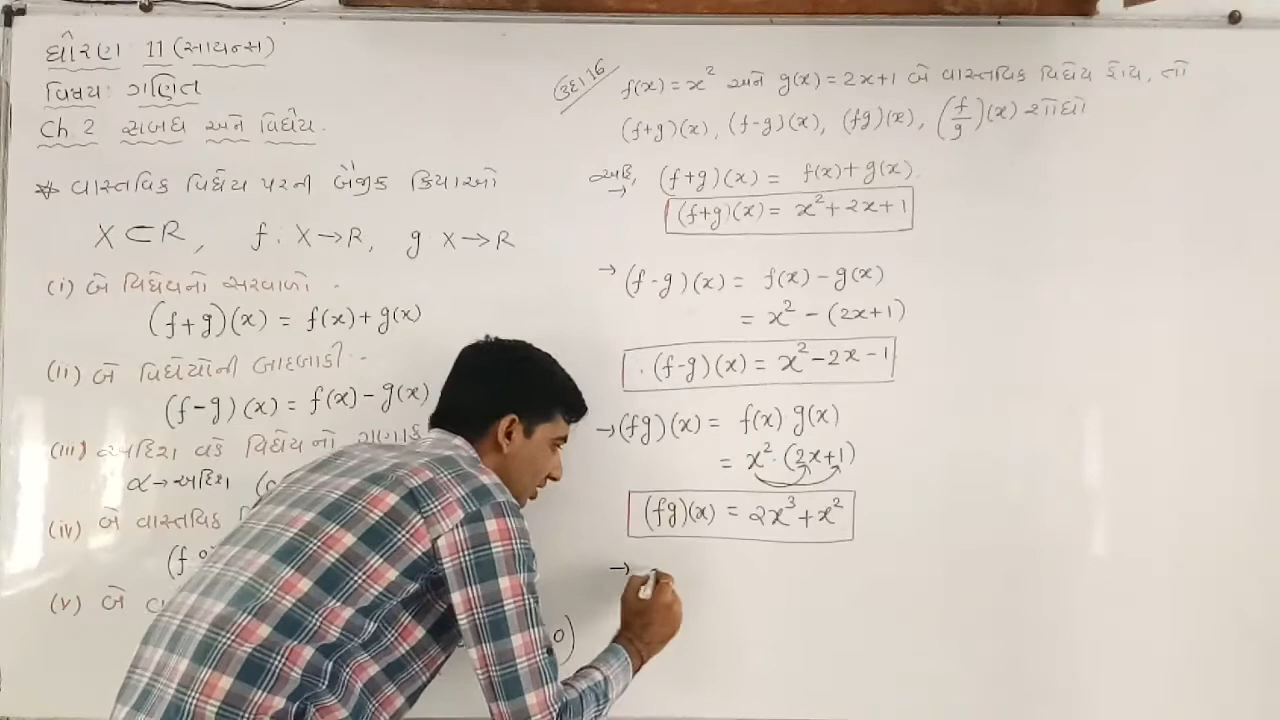 ધોરણ 11 (સાયન્સ)
વિષય: ગણિત
Ch 2 સંબંધ અને વિધેય.
* વાસ્તવિક વિધેય પરની બૈજીક ક્રિયાઓ
X ⊂ R, f: X → R, g X → R
(i) બે વિધેયનો સરવાળો -
(f+g)(x) = f(x) + g(x)
(ii) બે વિધેયોની બાદબાકી -
(f-g)(x) = f(x) - g(x)
(iii) અદિશ વડે વિધેયનો
α → અદિશ
(iv) બે વાસ્તવિક
(f
(v) બે
0)
ઉદા 16
f(x) = x² અને g(x) = 2x+1 બે વાસ્તવિક વિધેય હોય, તો
(f+g)(x), (f-g)(x), (fg)(x), (f/g)(x) શોધો
અહિં,
→ (f+g)(x) = f(x) + g(x)
(f+g)(x) = x² + 2x + 1
→ (f-g)(x) = f(x) - g(x)
= x² - (2x+1)
(f-g)(x) = x² - 2x - 1
→ (fg)(x) = f(x) g(x)
= x² · (2x+1)
(fg)(x) = 2x³ + x²
→